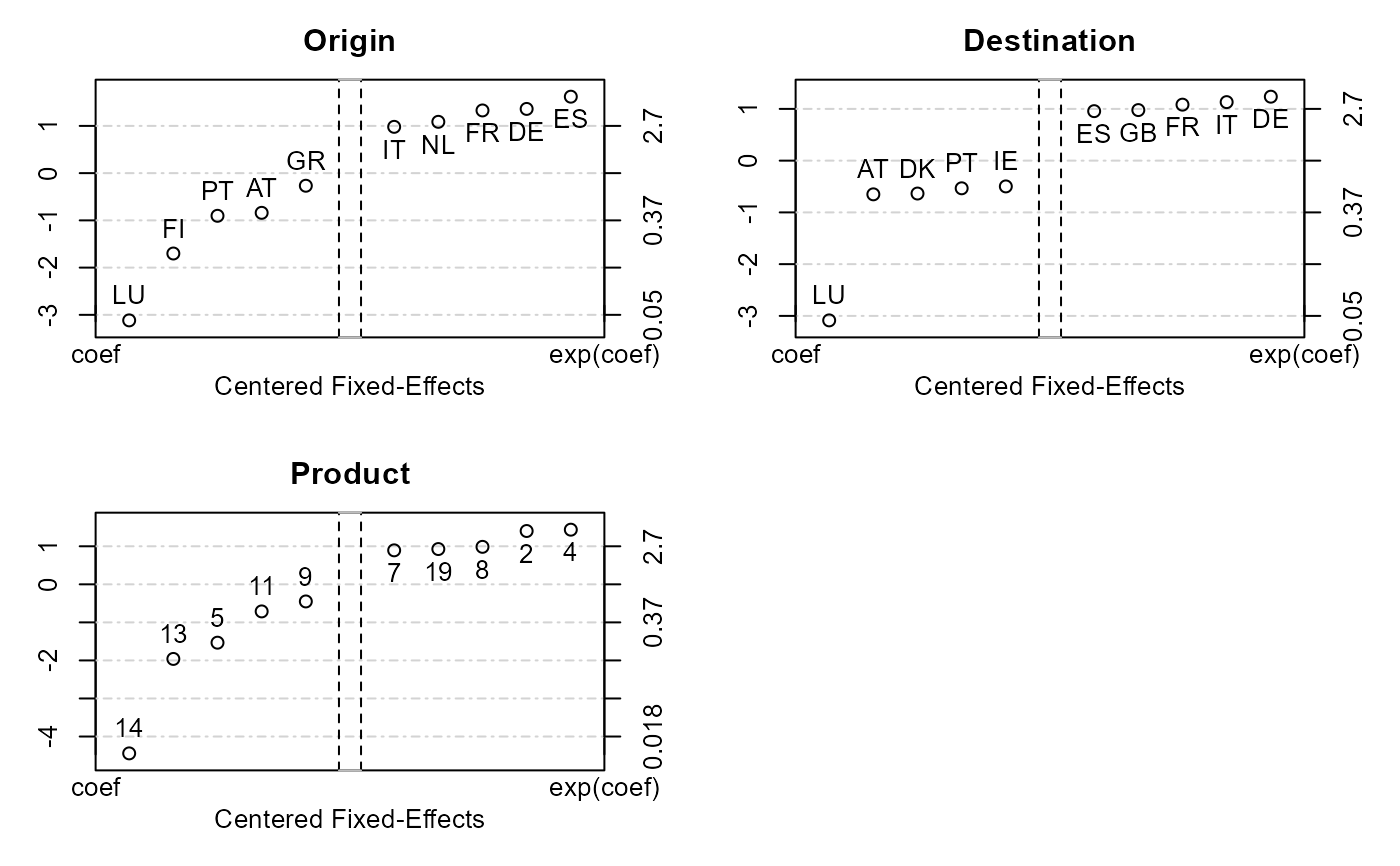 Origin
1
0
-1
-2
-3
2.7
0.37
0.05
LU
FI
PT
AT
GR
IT
NL
FR
DE
ES
coef
exp(coef)
Centered Fixed-Effects
Destination
1
0
-1
-2
-3
2.7
0.37
0.05
LU
AT
DK
PT
IE
ES
GB
FR
IT
DE
coef
exp(coef)
Centered Fixed-Effects
Product
1
0
-2
-4
2.7
0.37
0.018
14
13
5
11
9
7
19
8
2
4
coef
exp(coef)
Centered Fixed-Effects